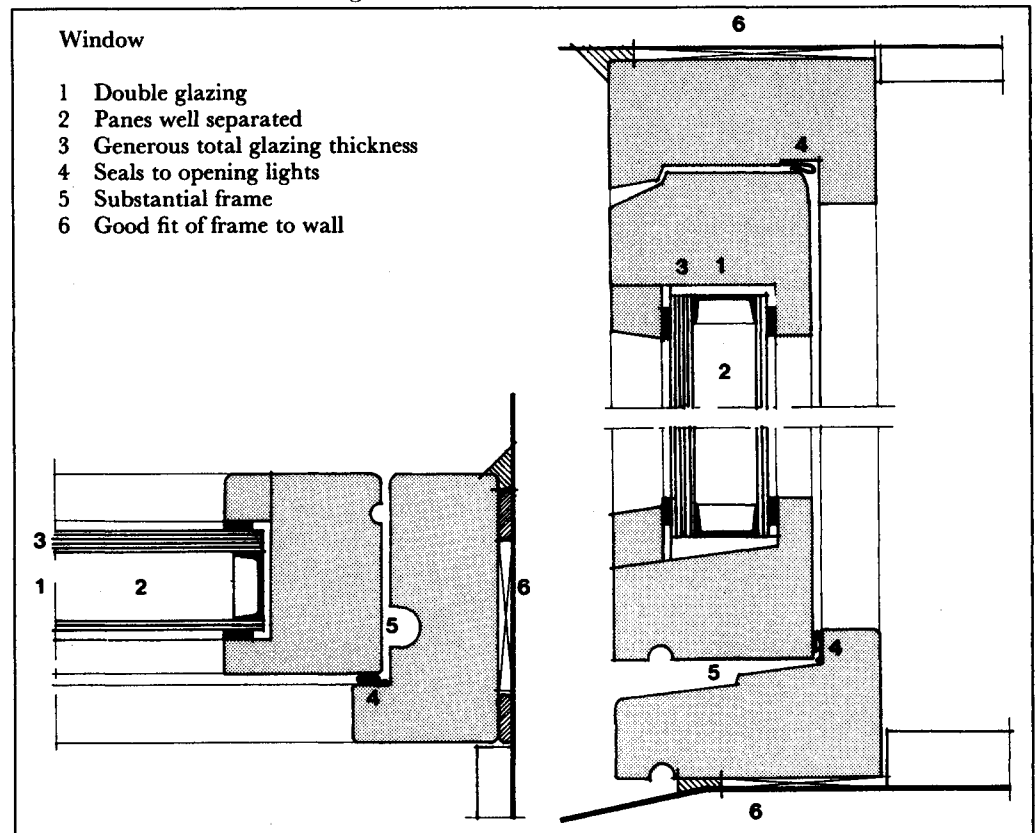 Window
1 Double glazing
2 Panes well separated
3 Generous total glazing thickness
4 Seals to opening lights
5 Substantial frame
6 Good fit of frame to wall
6
4
3 1
2
3
1 2
6
5
4
4
5
6